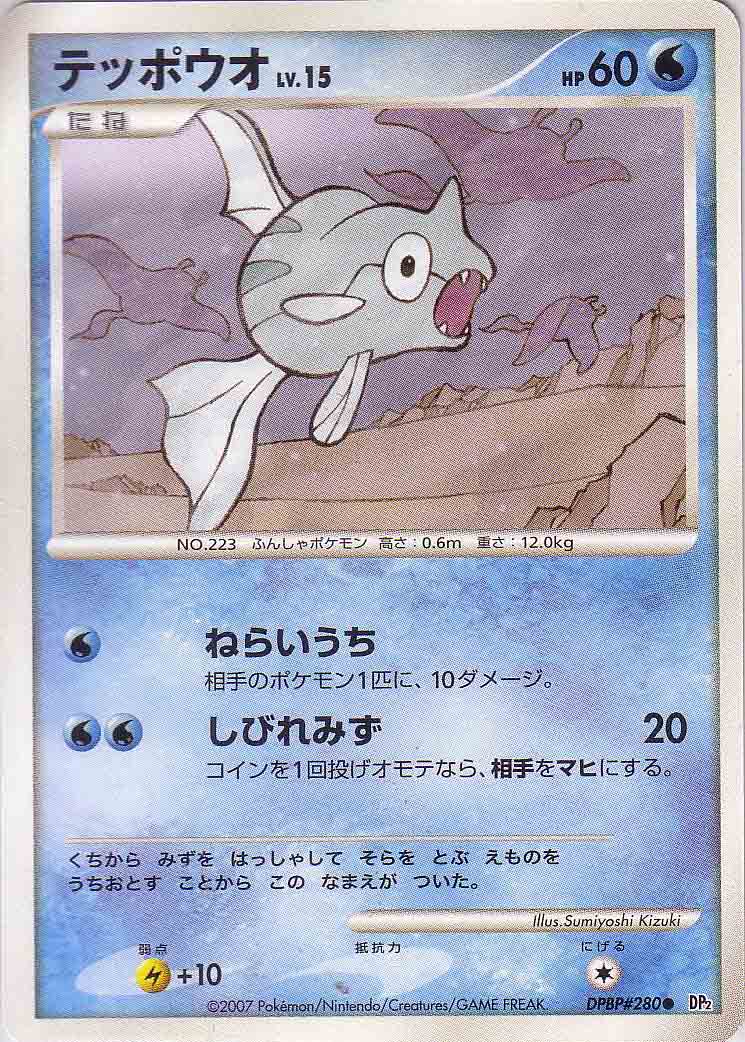 テッポウオ LV.15 HP60
たね
NO.223 ふんしゃポケモン 高さ:0.6m 重さ:12.0kg
ねらいうち
相手のポケモン1匹に、10ダメージ。
しびれみず 20
コインを1回投げオモテなら、相手をマヒにする。
くちから みずを はっしゃして そらを とぶ えものを
うちおとす ことから この なまえが ついた。
Illus.Sumiyoshi Kizuki
弱点 抵抗力 にげる
+10
©2007 Pokémon/Nintendo/Creatures/GAME FREAK. DPBP#280 DP2